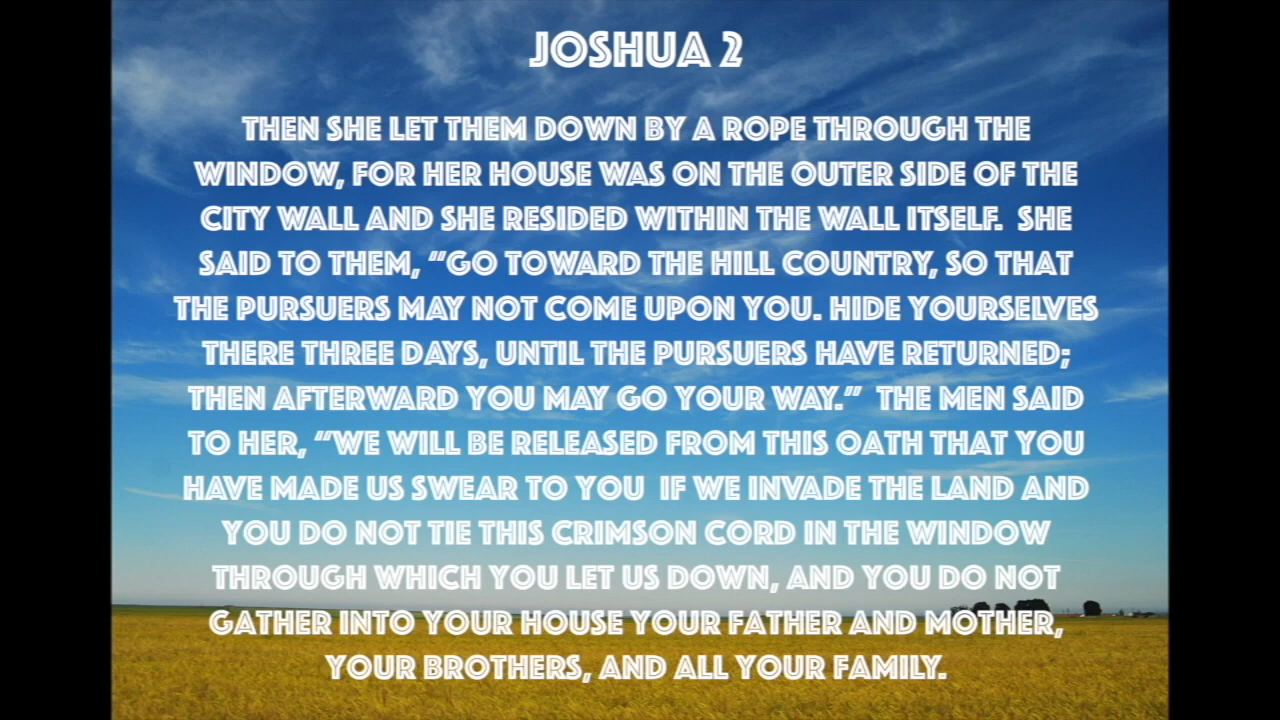 JOSHUA 2
THEN SHE LET THEM DOWN BY A ROPE THROUGH THE
WINDOW, FOR HER HOUSE WAS ON THE OUTER SIDE OF THE
CITY WALL AND SHE RESIDED WITHIN THE WALL ITSELF.  SHE
SAID TO THEM, “GO TOWARD THE HILL COUNTRY, SO THAT
THE PURSUERS MAY NOT COME UPON YOU. HIDE YOURSELVES
THERE THREE DAYS, UNTIL THE PURSUERS HAVE RETURNED;
THEN AFTERWARD YOU MAY GO YOUR WAY.”  THE MEN SAID
TO HER, “WE WILL BE RELEASED FROM THIS OATH THAT YOU
HAVE MADE US SWEAR TO YOU  IF WE INVADE THE LAND AND
YOU DO NOT TIE THIS CRIMSON CORD IN THE WINDOW
THROUGH WHICH YOU LET US DOWN, AND YOU DO NOT
GATHER INTO YOUR HOUSE YOUR FATHER AND MOTHER,
YOUR BROTHERS, AND ALL YOUR FAMILY.